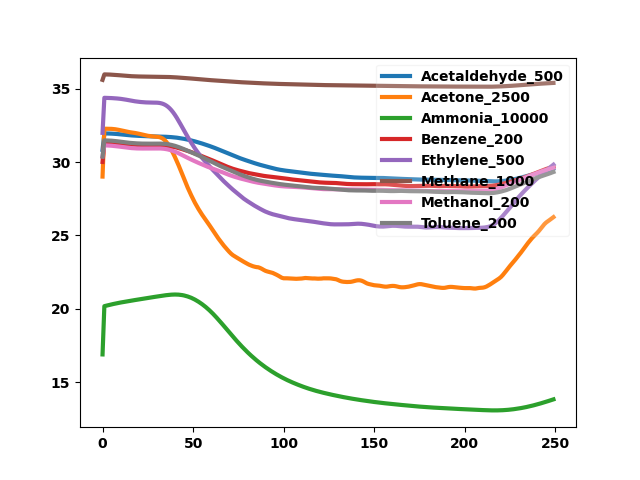 35
30
25
20
15
0 50 100 150 200 250
Acetaldehyde_500
Acetone_2500
Ammonia_10000
Benzene_200
Ethylene_500
Methane_1000
Methanol_200
Toluene_200